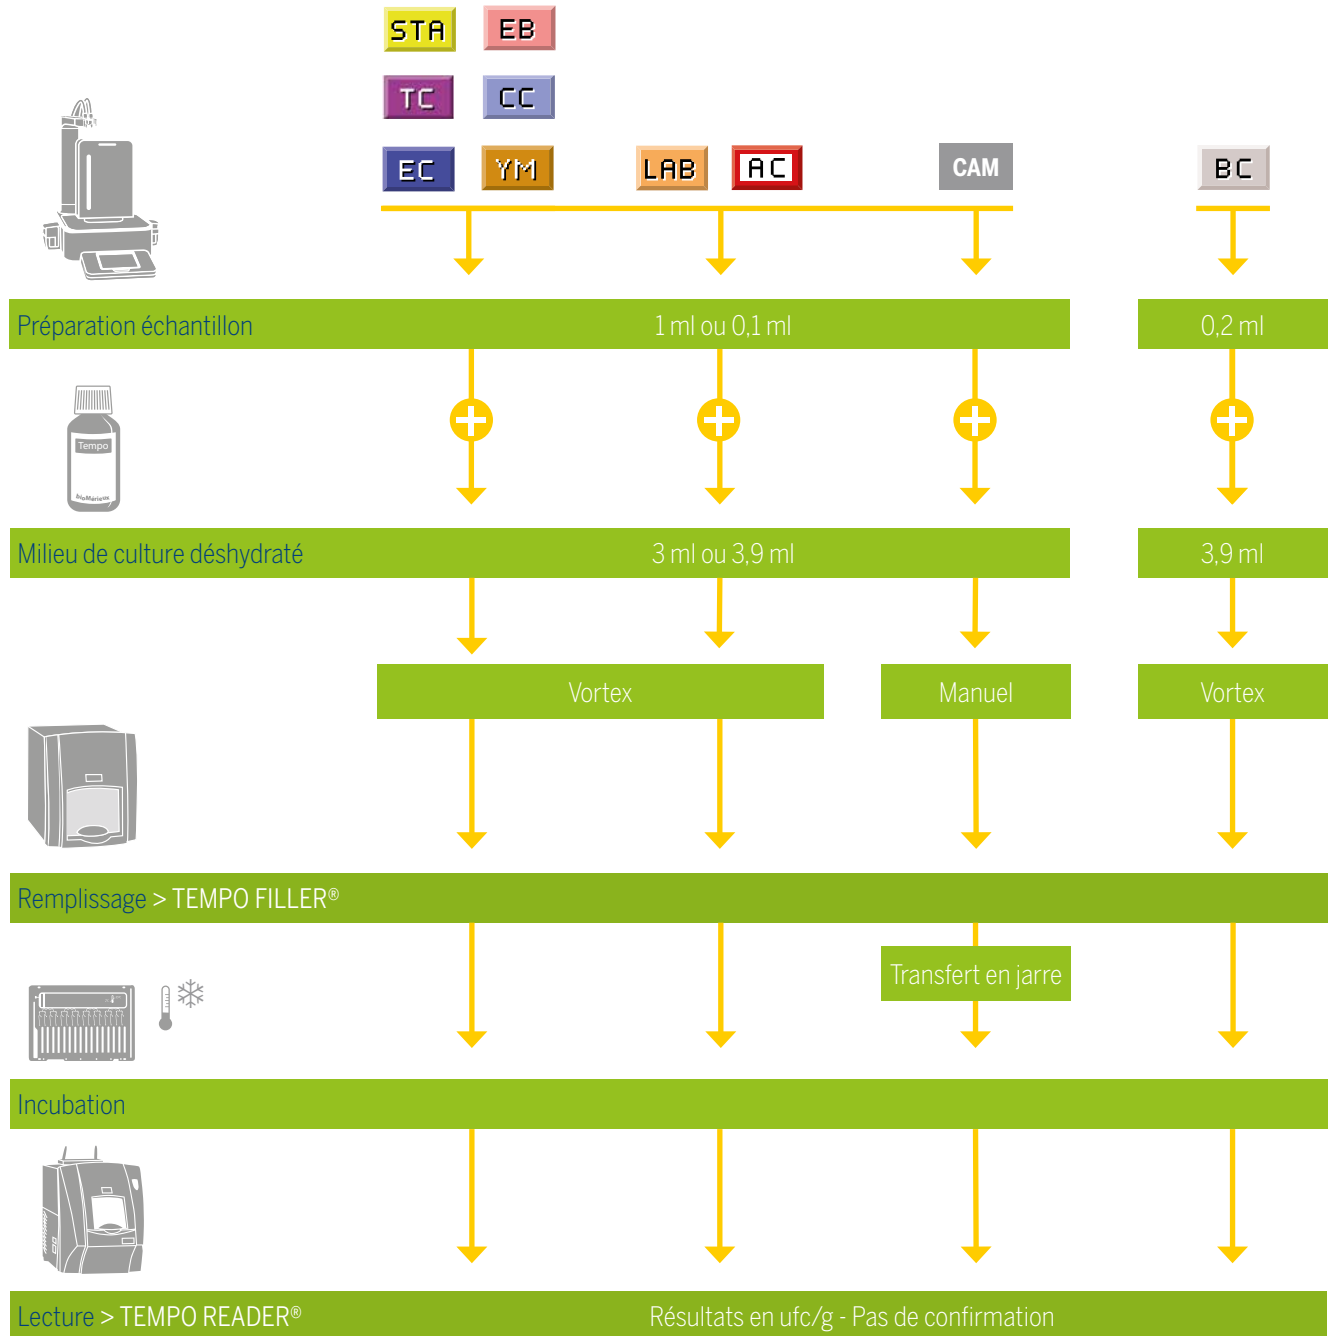 STA EB
TC CC
EC YM LAB AC CAM BC
Préparation échantillon 1 ml ou 0,1 ml 0,2 ml
Tempo
bioMérieux
Milieu de culture déshydraté 3 ml ou 3,9 ml 3,9 ml
Vortex Manuel Vortex
Remplissage > TEMPO FILLER®
Transfert en jarre
Incubation
Lecture > TEMPO READER® Résultats en ufc/g - Pas de confirmation